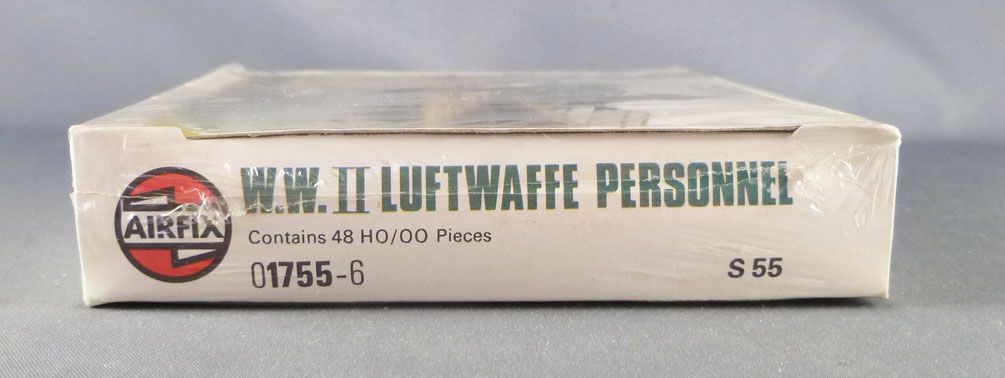 W.W. II LUFTWAFFE PERSONNEL
AIRFIX
Contains 48 HO/OO Pieces
01755-6
S 55